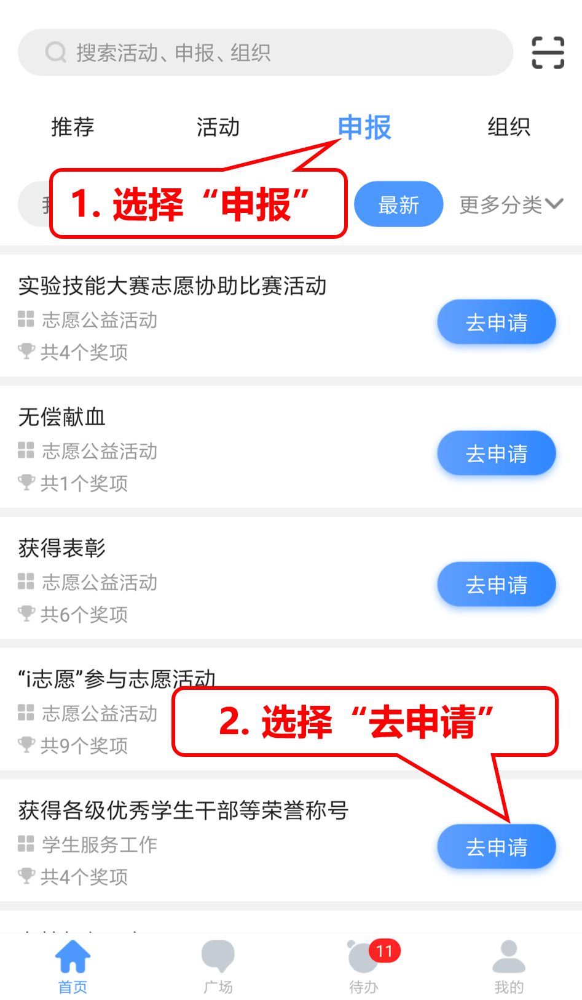 搜索活动、申报、组织
推荐 活动 申报 组织
1. 选择“申报”
最新 更多分类
实验技能大赛志愿协助比赛活动
志愿公益活动
去申请
共4个奖项
无偿献血
志愿公益活动
去申请
共1个奖项
获得表彰
志愿公益活动
去申请
共6个奖项
“i志愿”参与志愿活动
志愿公益活动
2. 选择“去申请”
共9个奖项
获得各级优秀学生干部等荣誉称号
学生服务工作
去申请
共4个奖项
11
首页 广场 待办 我的